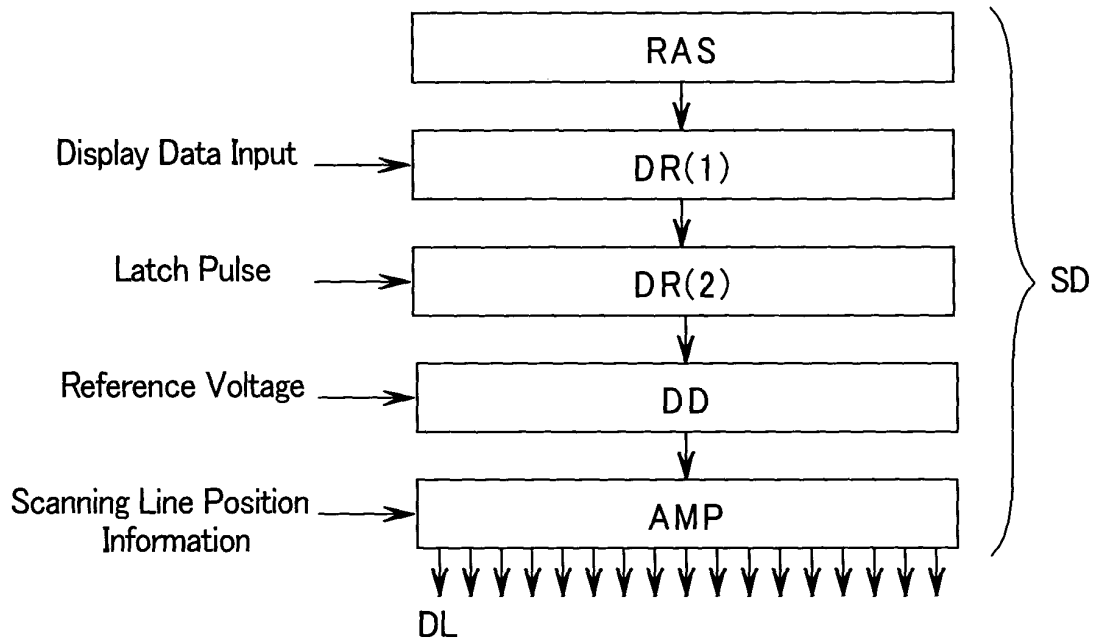 RAS
Display Data Input
DR(1)
Latch Pulse
DR(2)
SD
Reference Voltage
DD
Scanning Line Position
Information
AMP
DL